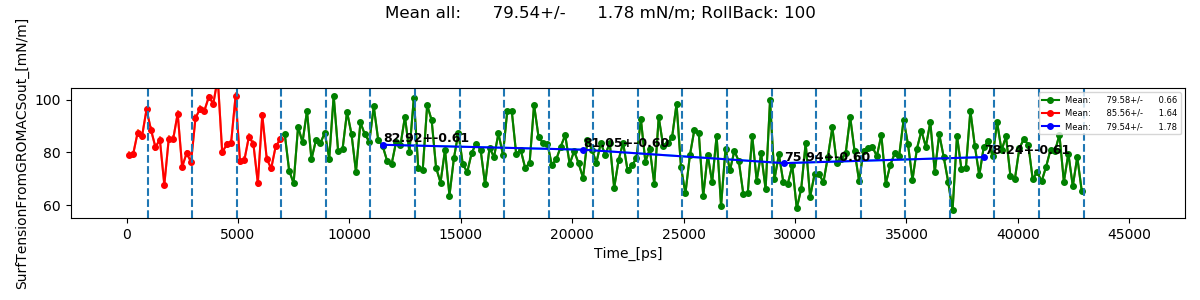 Mean all: 79.54+/- 1.78 mN/m; RollBack: 100
SurfTensionFromGROMACSout_[mN/m]
100
80
60
Mean: 79.58+/- 0.66
Mean: 85.56+/- 1.64
Mean: 79.54+/- 1.78
82.92+-0.61
81.05+-0.60
75.94+-0.60
78.24+-0.61
0 5000 10000 15000 20000 25000 30000 35000 40000 45000
Time_[ps]